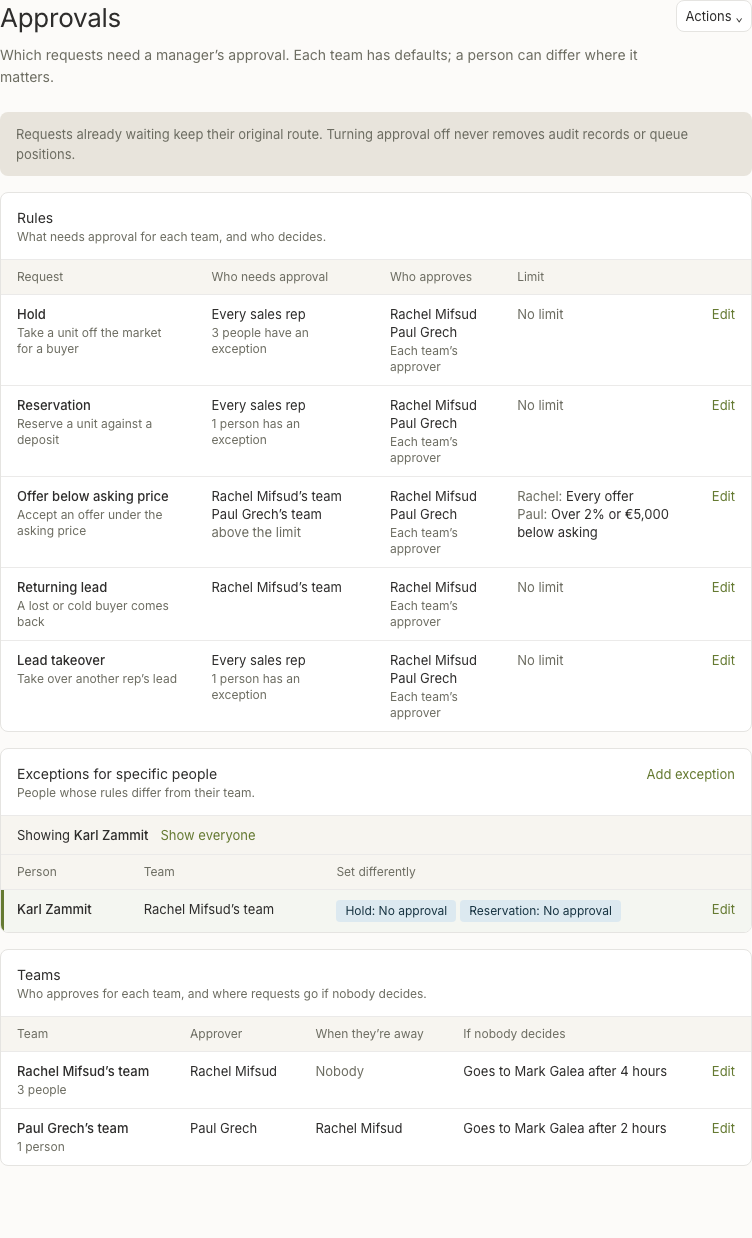 Approvals
Actions
Which requests need a manager’s approval. Each team has defaults; a person can differ where it
matters.
Requests already waiting keep their original route. Turning approval off never removes audit records or queue
positions.
Rules
What needs approval for each team, and who decides.
Request Who needs approval Who approves Limit
Hold Every sales rep Rachel Mifsud No limit Edit
Take a unit off the market 3 people have an Paul Grech
for a buyer exception Each team’s
approver
Reservation Every sales rep Rachel Mifsud No limit Edit
Reserve a unit against a 1 person has an Paul Grech
deposit exception Each team’s
approver
Offer below asking price Rachel Mifsud’s team Rachel Mifsud Rachel: Every offer Edit
Accept an offer under the Paul Grech’s team Paul Grech Paul: Over 2% or €5,000
asking price above the limit Each team’s below asking
approver
Returning lead Rachel Mifsud’s team Rachel Mifsud No limit Edit
A lost or cold buyer comes Each team’s
back approver
Lead takeover Every sales rep Rachel Mifsud No limit Edit
Take over another rep’s lead 1 person has an Paul Grech
exception Each team’s
approver
Exceptions for specific people Add exception
People whose rules differ from their team.
Showing Karl Zammit Show everyone
Person Team Set differently
Karl Zammit Rachel Mifsud’s team Hold: No approval Reservation: No approval Edit
Teams
Who approves for each team, and where requests go if nobody decides.
Team Approver When they’re away If nobody decides
Rachel Mifsud’s team Rachel Mifsud Nobody Goes to Mark Galea after 4 hours Edit
3 people
Paul Grech’s team Paul Grech Rachel Mifsud Goes to Mark Galea after 2 hours Edit
1 person